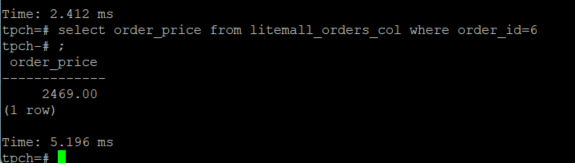 Time: 2.412 ms
tpch=# select order_price from litemall_orders_col where order_id=6
tpch-# ;
 order_price
-------------
     2469.00
(1 row)

Time: 5.196 ms
tpch=#